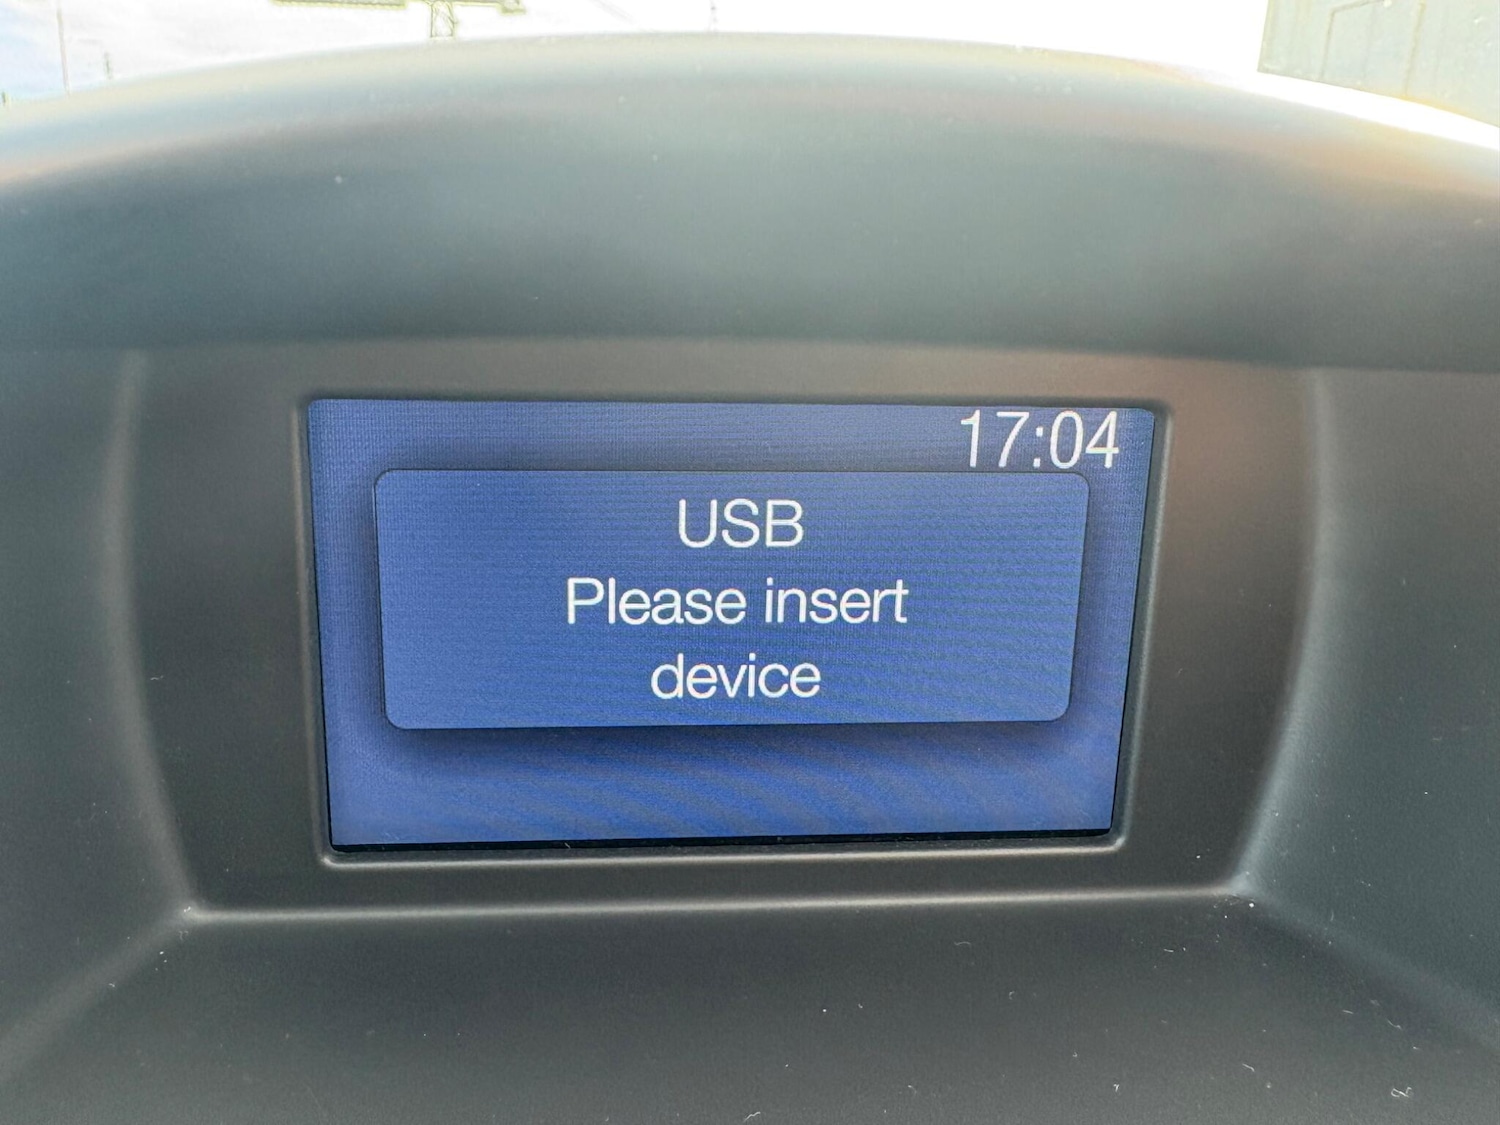 17:04
USB
Please insert
device